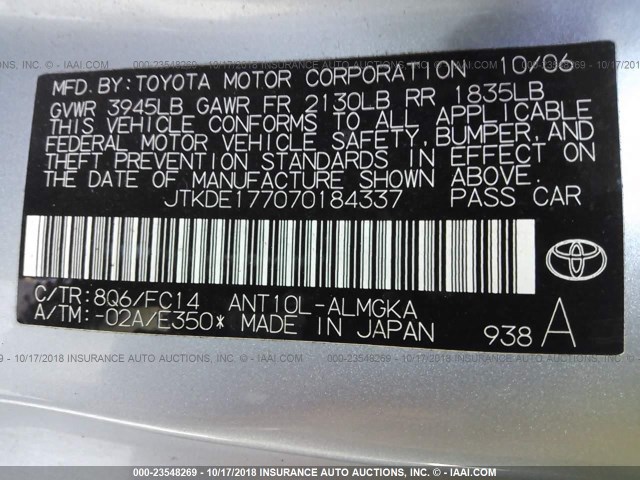 MFD.BY:TOYOTA MOTOR CORPORATION 10/06
GVWR 3945LB GAWR FR 2130LB RR 1835LB
THIS VEHICLE CONFORMS TO ALL APPLICABLE
FEDERAL MOTOR VEHICLE SAFETY,BUMPER,AND
THEFT PREVENTION STANDARDS IN EFFECT ON
THE DATE OF MANUFACTURE SHOWN ABOVE.
JTKDE177070184337 PASS CAR
C/TR:8Q6/FC14 ANT10L-ALMGKA
A/TM:-02A/E350* MADE IN JAPAN 938 A
TOYOTA
000-23548269 - 10/17/2018 INSURANCE AUTO AUCTIONS, INC. - © - IAAI.COM